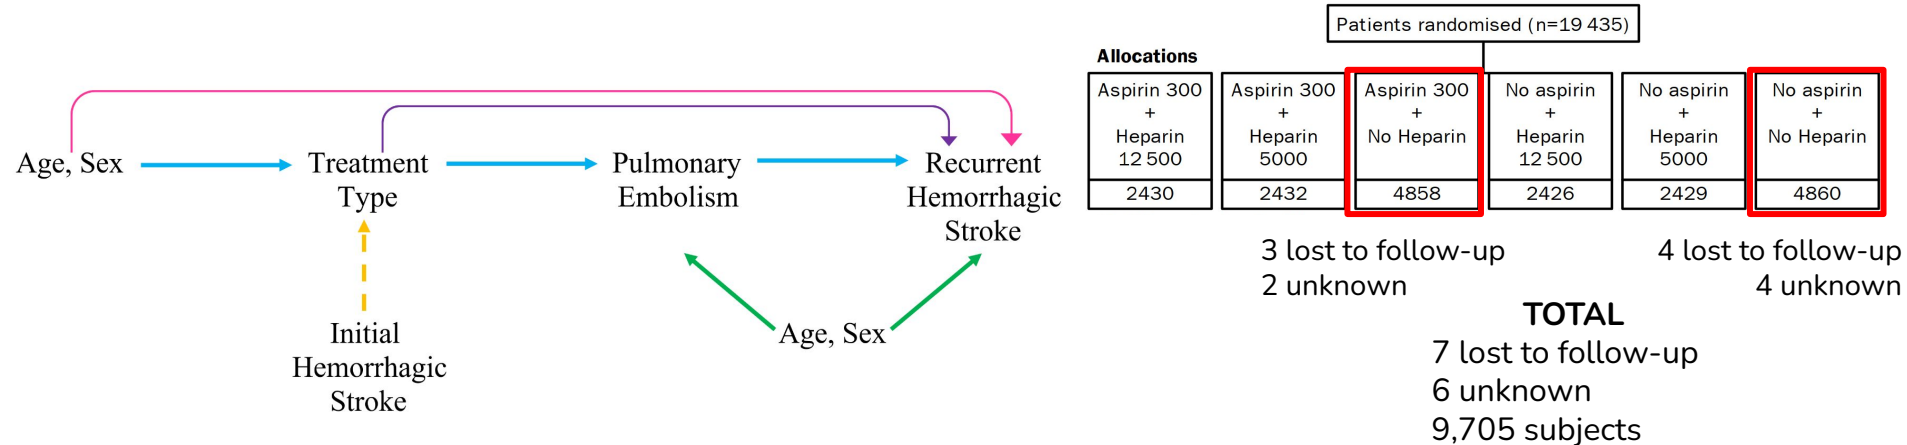 Age, Sex
Treatment
Type
Pulmonary
Embolism
Recurrent
Hemorrhagic
Stroke
Initial
Hemorrhagic
Stroke
Age, Sex
Patients randomised (n=19 435)
Allocations
Aspirin 300
+
Heparin
12 500
2430
Aspirin 300
+
Heparin
5000
2432
Aspirin 300
+
No Heparin
4858
No aspirin
+
Heparin
12 500
2426
No aspirin
+
Heparin
5000
2429
No aspirin
+
No Heparin
4860
3 lost to follow-up
2 unknown
4 lost to follow-up
4 unknown
TOTAL
7 lost to follow-up
6 unknown
9,705 subjects